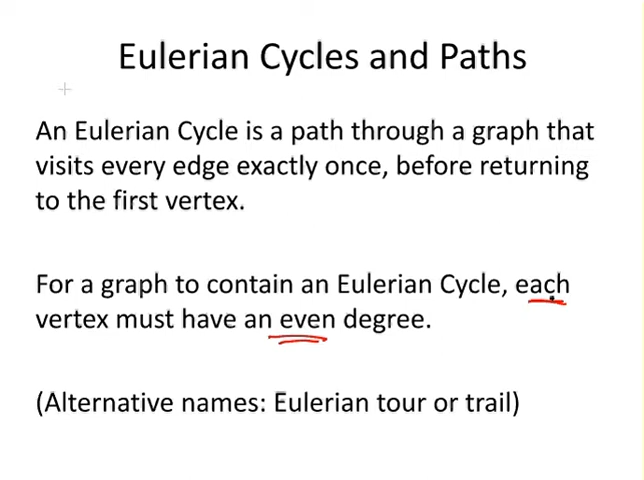 Eulerian Cycles and Paths
An Eulerian Cycle is a path through a graph that
visits every edge exactly once, before returning
to the first vertex.
For a graph to contain an Eulerian Cycle, each
vertex must have an even degree.
(Alternative names: Eulerian tour or trail)